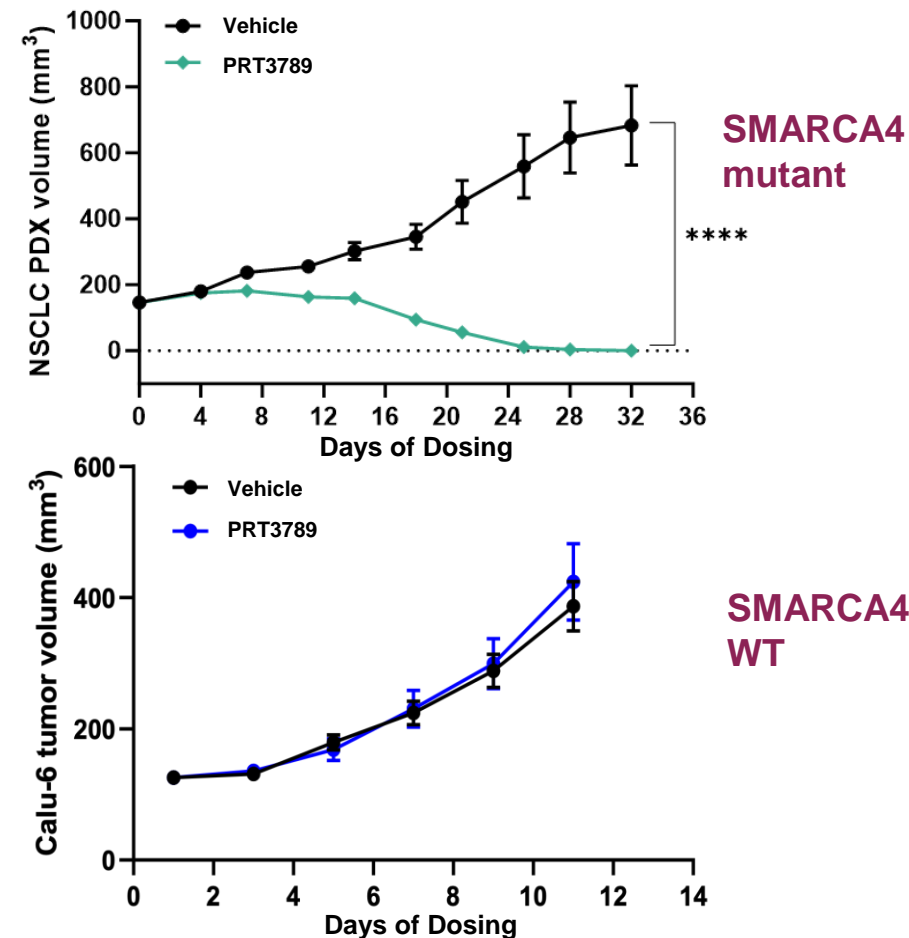 1000
800
600
400
200
0
NSCLC PDX volume (mm³)
Vehicle
PRT3789
SMARCA4
mutant
****
0 4 8 12 16 20 24 28 32 36
Days of Dosing
600
400
200
0
Calu-6 tumor volume (mm³)
Vehicle
PRT3789
SMARCA4
WT
0 2 4 6 8 10 12 14
Days of Dosing